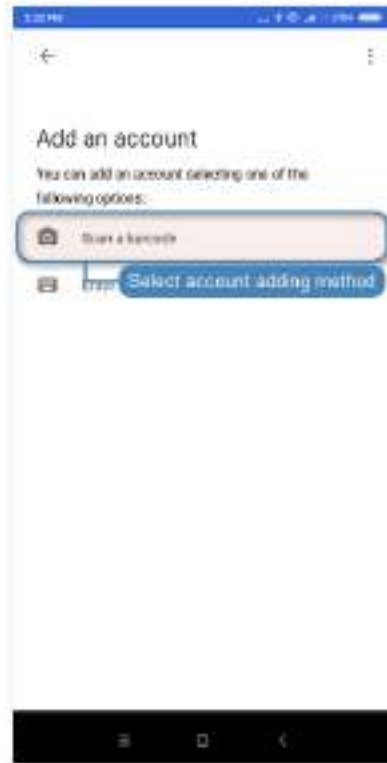 Add an account
You can add an account selecting one of the
following options:
Scan a barcode
Enter
Select account adding method